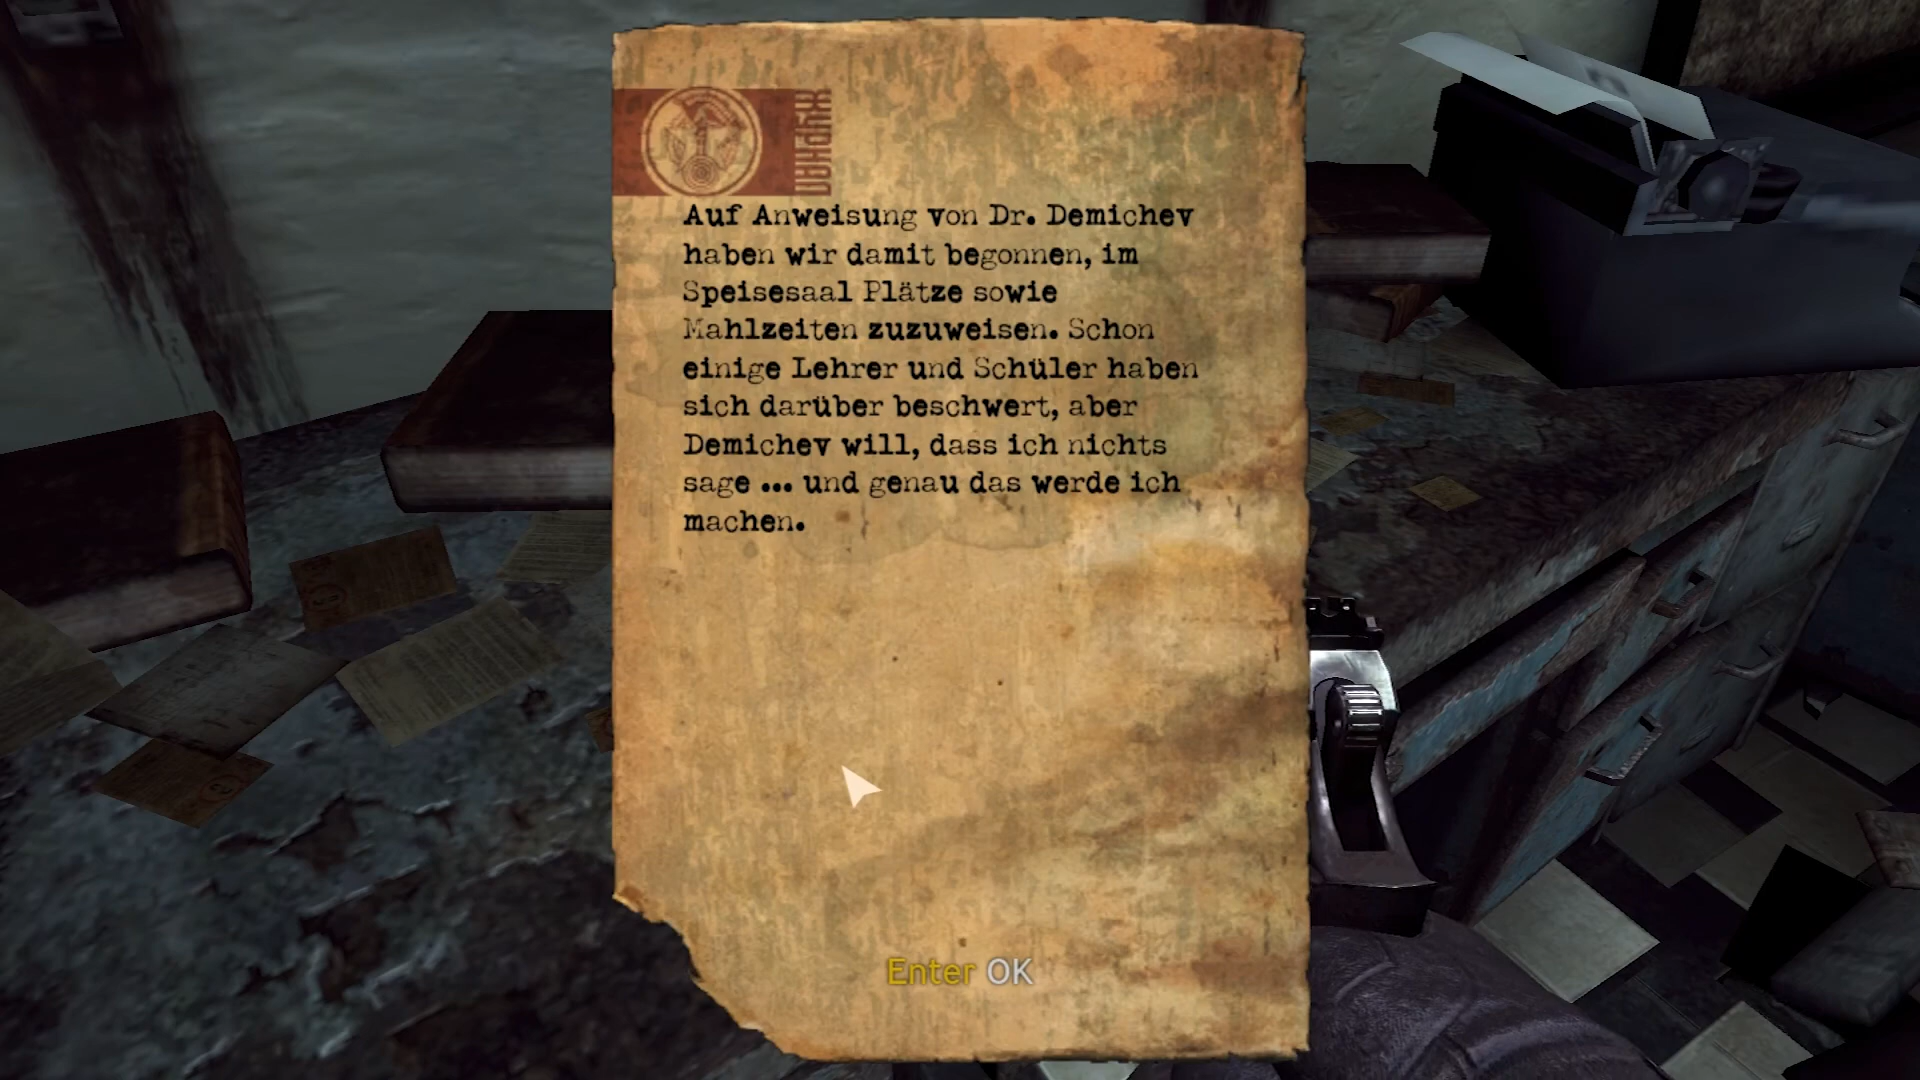 Auf Anweisung von Dr. Demichev
haben wir damit begonnen, im
Speisesaal Plätze sowie
Mahlzeiten zuzuweisen. Schon
einige Lehrer und Schüler haben
sich darüber beschwert, aber
Demichev will, dass ich nichts
sage ... und genau das werde ich
machen.
Enter OK